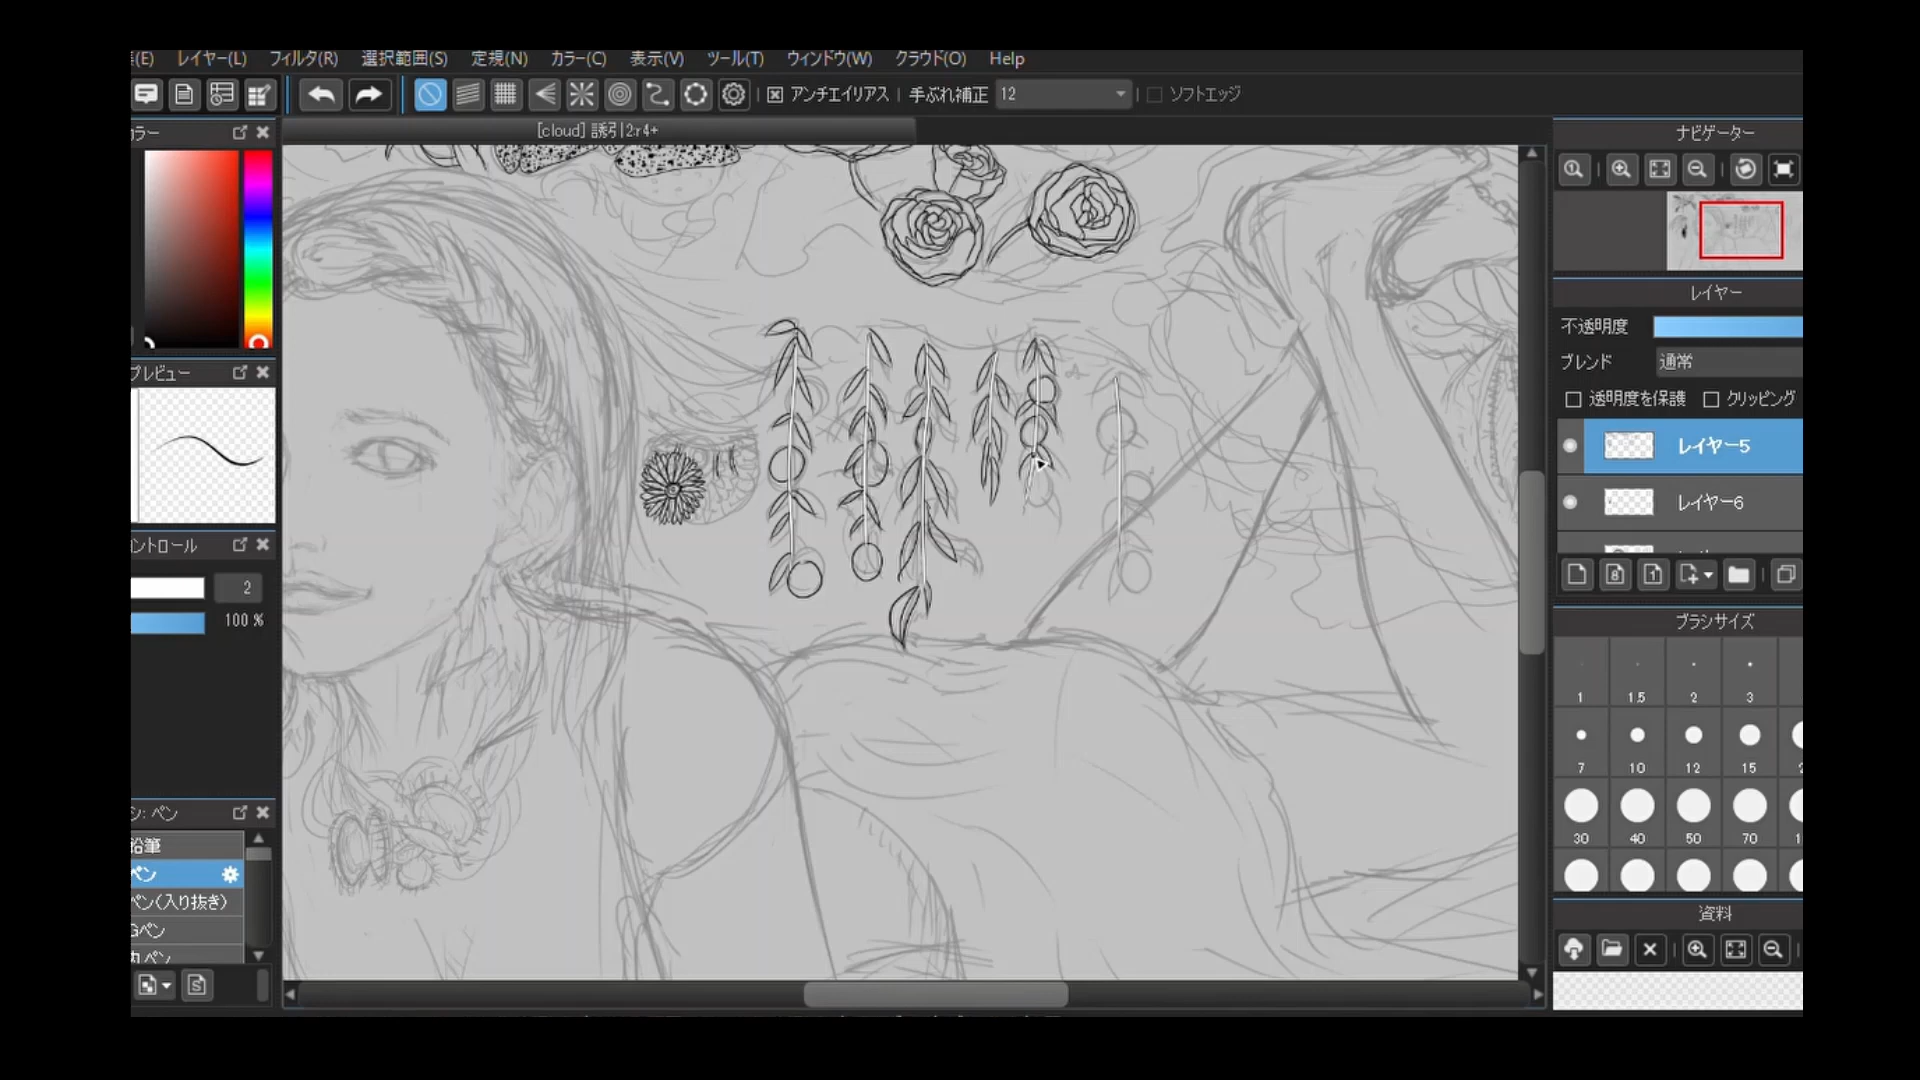 (E) レイヤー(L) フィルタ(R) 選択範囲(S) 定規(N) カラー(C) 表示(V) ツール(T) ウィンドウ(W) クラウド(O) Help
アンチエイリアス 手ぶれ補正 12 ソフトエッジ
カラー
[cloud] 誘引2:r4+
ナビゲーター
レイヤー
不透明度
ブレンド 通常
透明度を保護 クリッピング
レイヤー5
レイヤー6
8 1
プレビュー
ントロール
2
100 %
ブラシサイズ
1 1.5 2 3
7 10 12 15
30 40 50 70
シ: ペン
鉛筆
ペン
ペン(入り抜き)
Gペン
丸ペン
資料